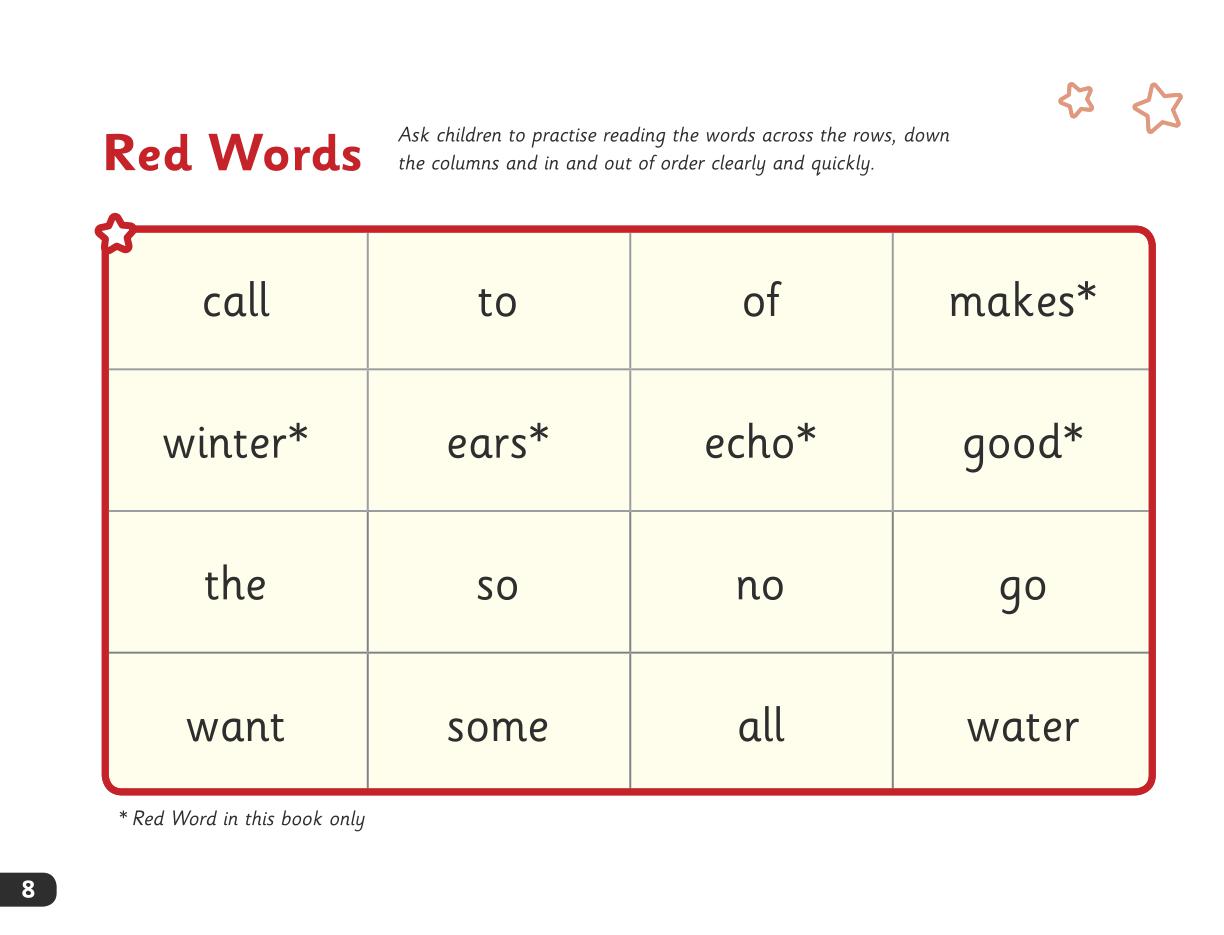 Red Words
Ask children to practise reading the words across the rows, down
the columns and in and out of order clearly and quickly.
call to of makes*
winter* ears* echo* good*
the so no go
want some all water
* Red Word in this book only
8